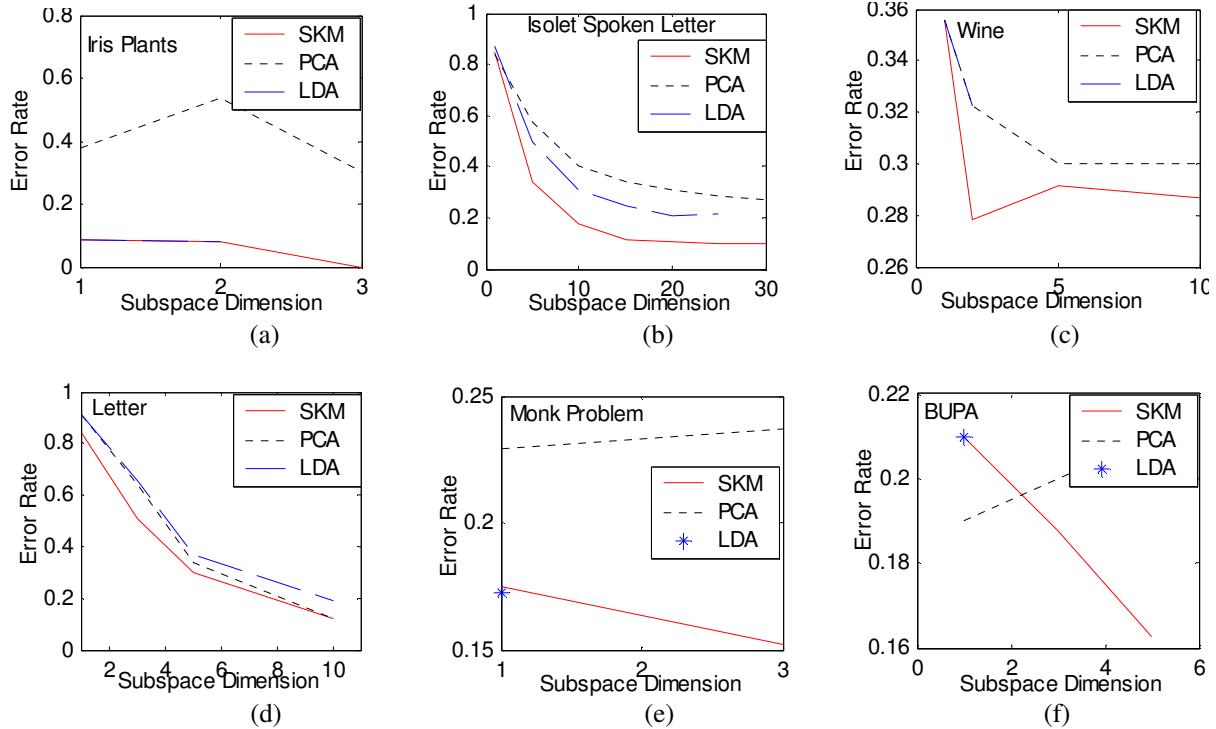 Iris Plants
SKM
PCA
LDA
Error Rate
0.8
0.6
0.4
0.2
0
1
2
3
Subspace Dimension
(a)
Isolet Spoken Letter
SKM
PCA
LDA
Error Rate
1
0.8
0.6
0.4
0.2
0
0
10
20
30
Subspace Dimension
(b)
Wine
SKM
PCA
LDA
Error Rate
0.36
0.34
0.32
0.3
0.28
0.26
0
5
10
Subspace Dimension
(c)
Letter
SKM
PCA
LDA
Error Rate
1
0.8
0.6
0.4
0.2
0
2
4
6
8
10
Subspace Dimension
(d)
Monk Problem
SKM
PCA
LDA
Error Rate
0.25
0.2
0.15
1
2
3
Subspace Dimension
(e)
BUPA
SKM
PCA
LDA
Error Rate
0.22
0.2
0.18
0.16
0
2
4
6
Subspace Dimension
(f)